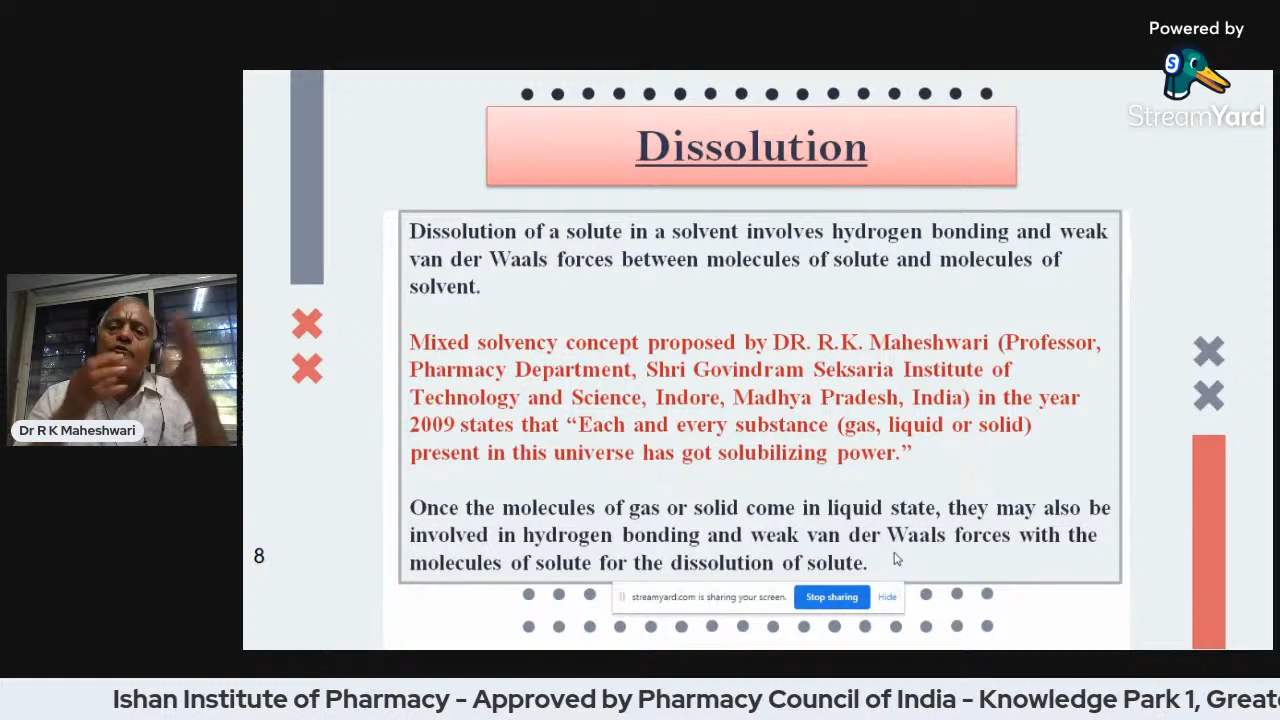 Powered by
S
StreamYard
Dissolution
Dissolution of a solute in a solvent involves hydrogen bonding and weak
van der Waals forces between molecules of solute and molecules of
solvent.
Mixed solvency concept proposed by DR. R.K. Maheshwari (Professor,
Pharmacy Department, Shri Govindram Seksaria Institute of
Technology and Science, Indore, Madhya Pradesh, India) in the year
2009 states that “Each and every substance (gas, liquid or solid)
present in this universe has got solubilizing power.”
Once the molecules of gas or solid come in liquid state, they may also be
involved in hydrogen bonding and weak van der Waals forces with the
molecules of solute for the dissolution of solute.
8
Dr R K Maheshwari
streamyard.com is sharing your screen. Stop sharing Hide
Ishan Institute of Pharmacy - Approved by Pharmacy Council of India - Knowledge Park 1, Greate